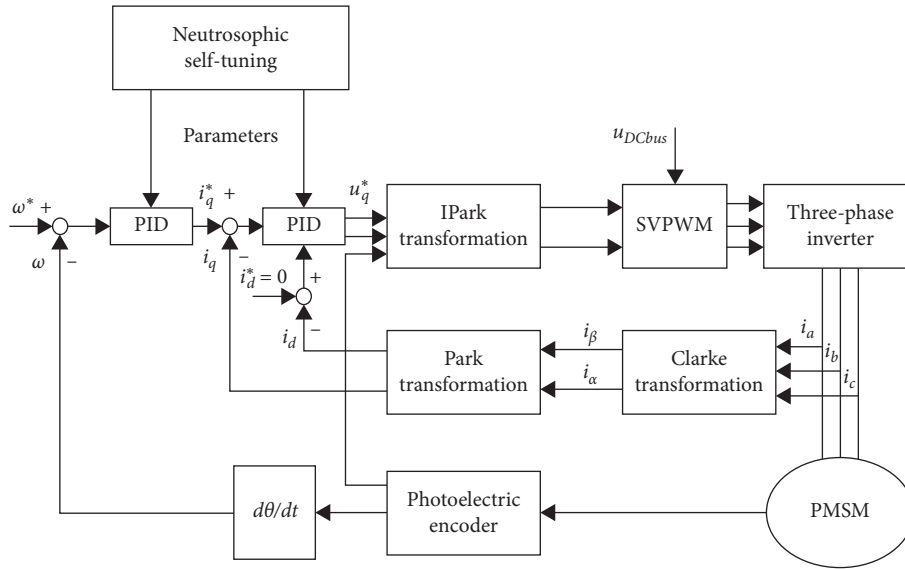 Neutrosophic
self-tuning
Parameters
ω* +
ω −
PID
i*q +
iq −
PID
u*q
i*d = 0
+
id −
IPark
transformation
uDCbus
SVPWM
Three-phase
inverter
Park
transformation
iβ
iα
Clarke
transformation
ia
ib
ic
dθ/dt
Photoelectric
encoder
PMSM